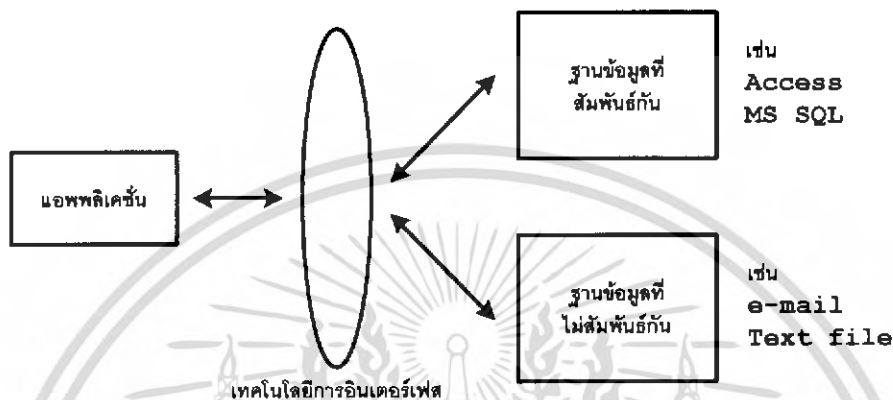 ฐานข้อมูลที่
สัมพันธ์กัน
เช่น
Access
MS SQL
แอพพลิเคชั่น
ฐานข้อมูลที่
ไม่สัมพันธ์กัน
เช่น
e-mail
Text file
เทคโนโลยีการอินเตอร์เฟส